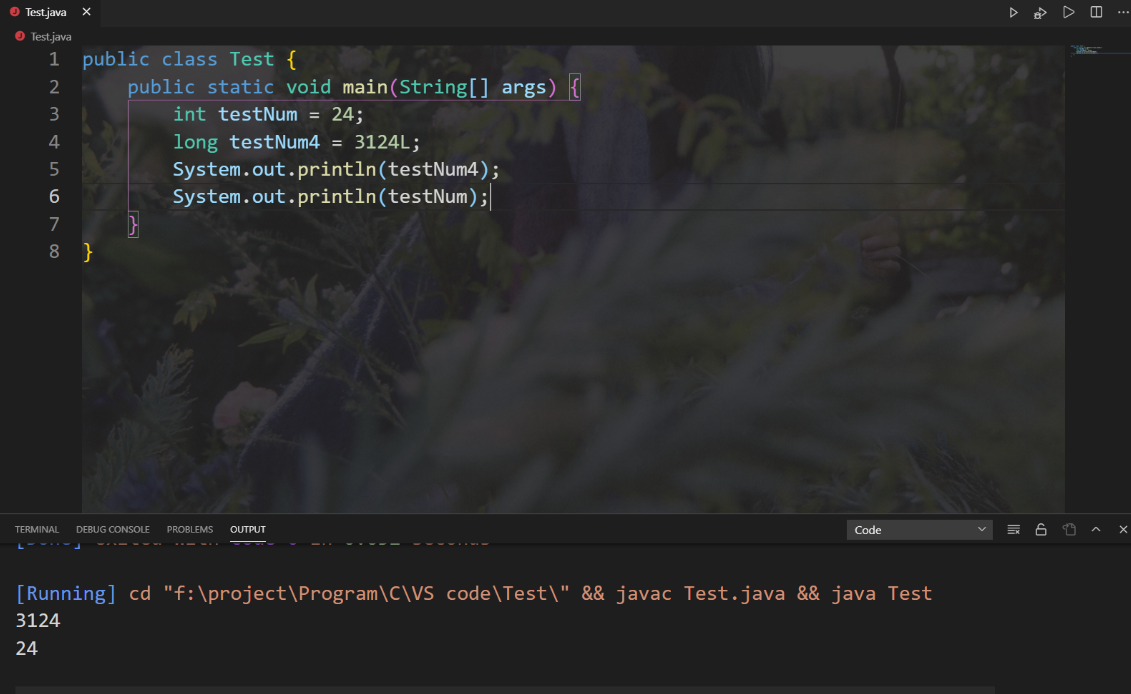 Test.java
Test.java
1 public class Test {
2 public static void main(String[] args) {
3 int testNum = 24;
4 long testNum4 = 3124L;
5 System.out.println(testNum4);
6 System.out.println(testNum);
7 }
8 }
TERMINAL DEBUG CONSOLE PROBLEMS OUTPUT Code
[Running] cd "f:\project\Program\C\VS code\Test\" && javac Test.java && java Test
3124
24